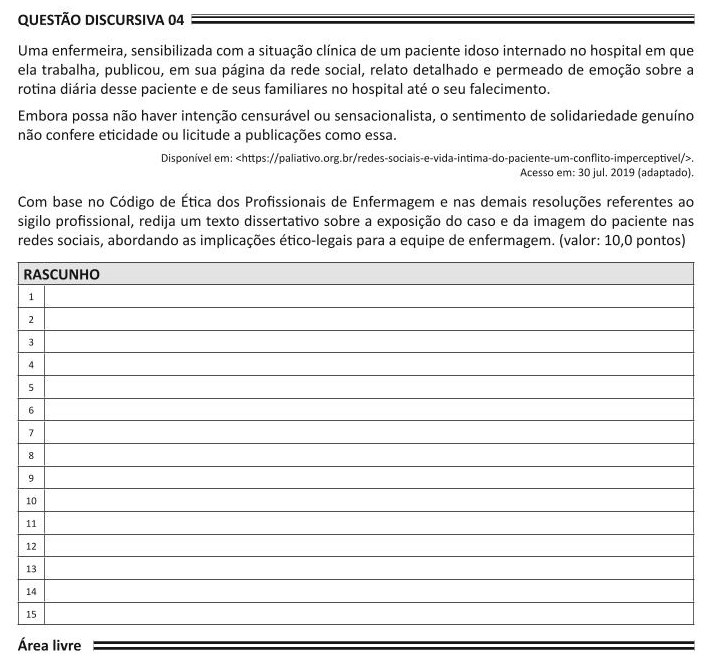 QUESTÃO DISCURSIVA 04
Uma enfermeira, sensibilizada com a situação clínica de um paciente idoso internado no hospital em que
ela trabalha, publicou, em sua página da rede social, relato detalhado e permeado de emoção sobre a
rotina diária desse paciente e de seus familiares no hospital até o seu falecimento.
Embora possa não haver intenção censurável ou sensacionalista, o sentimento de solidariedade genuíno
não confere eticidade ou licitude a publicações como essa.
Disponível em: <https://paliativo.org.br/redes-sociais-e-vida-intima-do-paciente-um-conflito-imperceptivel/>.
Acesso em: 30 jul. 2019 (adaptado).
Com base no Código de Ética dos Profissionais de Enfermagem e nas demais resoluções referentes ao
sigilo profissional, redija um texto dissertativo sobre a exposição do caso e da imagem do paciente nas
redes sociais, abordando as implicações ético-legais para a equipe de enfermagem. (valor: 10,0 pontos)
RASCUNHO
1
2
3
4
5
6
7
8
9
10
11
12
13
14
15
Área livre